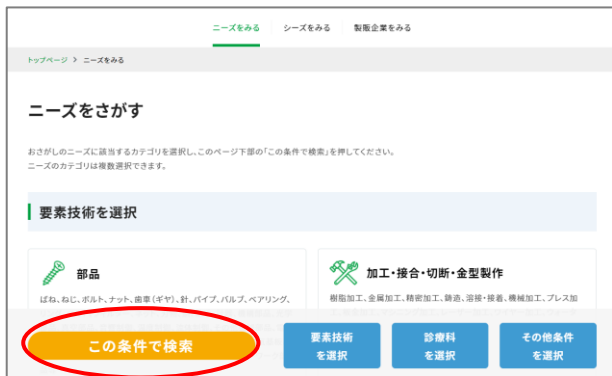 ニーズをみる シーズをみる 製販企業をみる
トップページ > ニーズをみる
ニーズをさがす
おさがしのニーズに該当するカテゴリを選択し、このページ下部の「この条件で検索」を押してください。
ニーズのカテゴリは複数選択できます。
要素技術を選択
部品
ばね、ねじ、ボルト、ナット、歯車(ギヤ)、針、パイプ、バルブ、ベアリング、
加工・接合・切断・金型製作
樹脂加工、金属加工、精密加工、鋳造、溶接・接着、機械加工、プレス加
この条件で検索
要素技術
を選択
診療科
を選択
その他条件
を選択